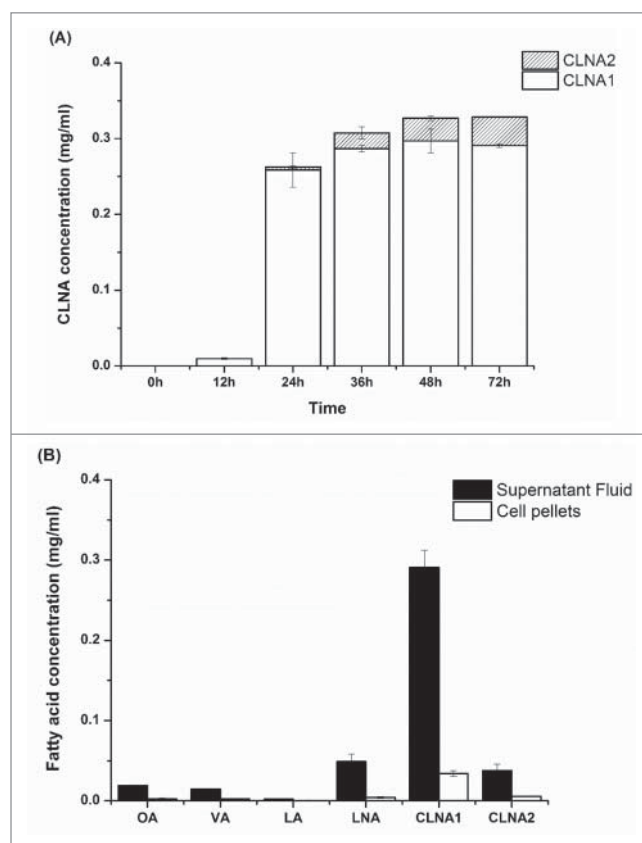 (A)
CLNA2
CLNA1
CLNA concentration (mg/ml)
0.4
0.3
0.2
0.1
0.0
0h 12h 24h 36h 48h 72h
Time
(B)
Supernatant Fluid
Cell pellets
Fatty acid concentration (mg/ml)
0.4
0.3
0.2
0.1
0.0
OA VA LA LNA CLNA1 CLNA2